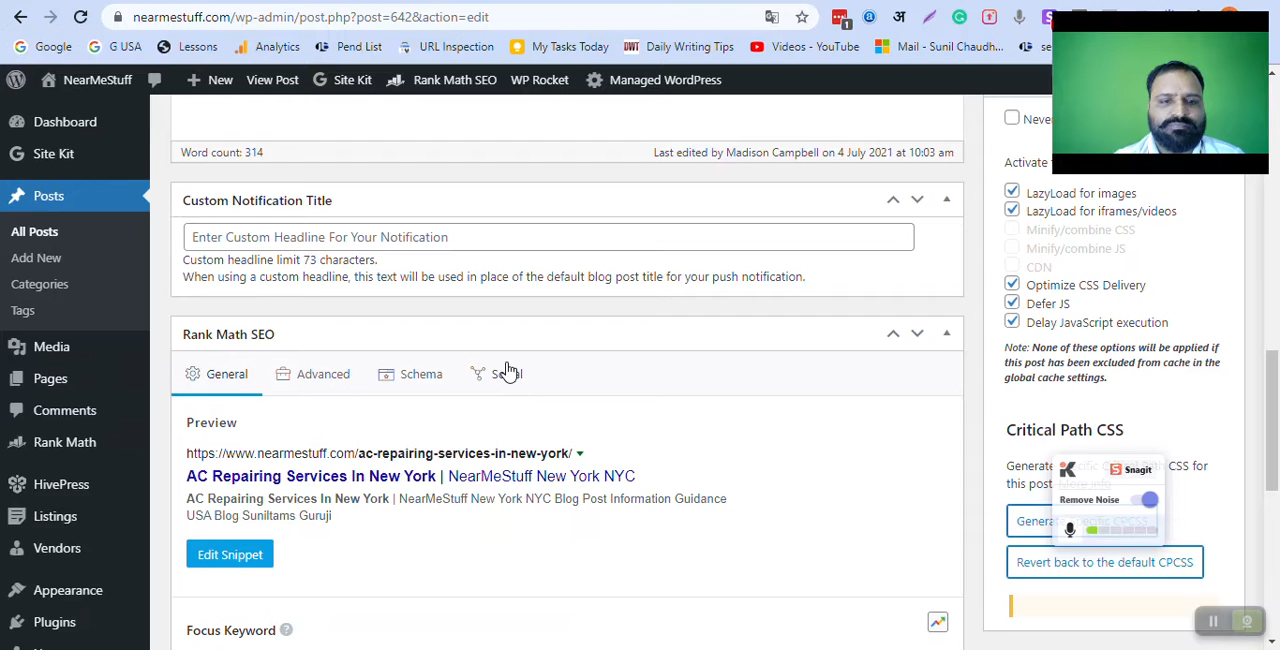 nearmestuff.com/wp-admin/post.php?post=642&action=edit
1
अ
Google
G USA
Lessons
Analytics
Pend List
URL Inspection
My Tasks Today
DWT Daily Writing Tips
Videos - YouTube
Mail - Sunil Chaudh...
se
NearMeStuff
New
View Post
Site Kit
Rank Math SEO
WP Rocket
Managed WordPress
Dashboard
Site Kit
Posts
All Posts
Add New
Categories
Tags
Media
Pages
Comments
Rank Math
HivePress
Listings
Vendors
Appearance
Plugins
Word count: 314
Last edited by Madison Campbell on 4 July 2021 at 10:03 am
Custom Notification Title
Enter Custom Headline For Your Notification
Custom headline limit 73 characters.
When using a custom headline, this text will be used in place of the default blog post title for your push notification.
Rank Math SEO
General
Advanced
Schema
Preview
https://www.nearmestuff.com/ac-repairing-services-in-new-york/
AC Repairing Services In New York | NearMeStuff New York NYC
AC Repairing Services In New York | NearMeStuff New York NYC Blog Post Information Guidance
USA Blog Suniltams Guruji
Edit Snippet
Focus Keyword
Never
LazyLoad for images
LazyLoad for iframes/videos
Minify/combine CSS
Minify/combine JS
CDN
Optimize CSS Delivery
Defer JS
Delay JavaScript execution
Note: None of these options will be applied if
this post has been excluded from cache in the
global cache settings.
Critical Path CSS
Snagit
Remove Noise
Revert back to the default CPCSS